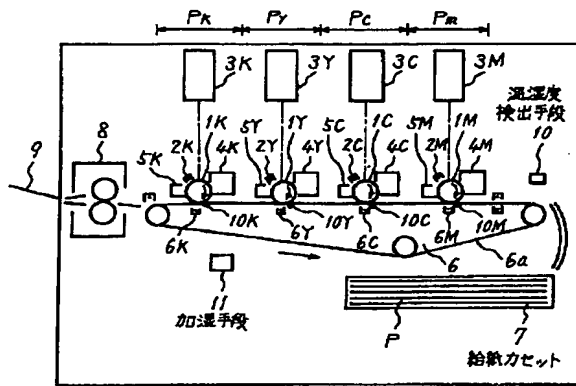 PK PY PC PM
3K 3Y 3C 3M
温湿度
検出手段
10
8
9
5K 2K 1K 4K 5Y 2Y 1Y 4Y 5C 2C 1C 4C 5M 2M 1M 4M
10K 10Y 10C 10M
6K 6Y 6C 6M 6 6a
11
加湿手段
P
7
給紙カセット